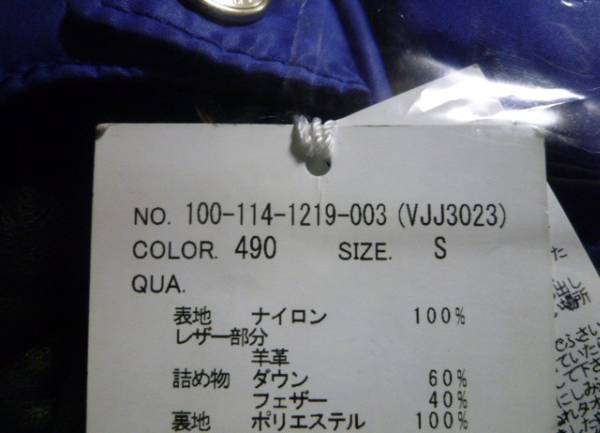 NO. 100-114-1219-003 (VJJ3023)
COLOR. 490 SIZE. S
QUA.
表地 ナイロン 100%
レザー部分
羊革
詰め物 ダウン 60%
フェザー 40%
裏地 ポリエステル 100%